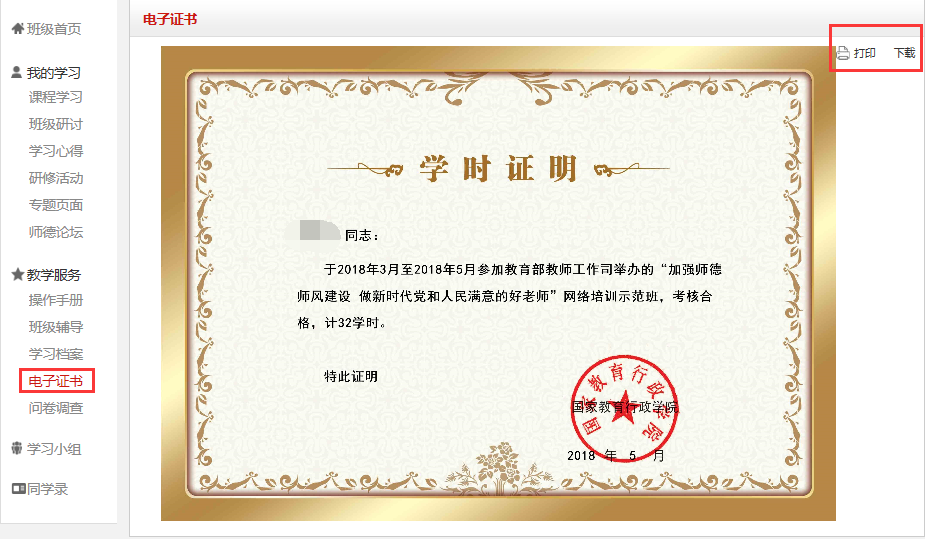 班级首页
我的学习
课程学习
班级研讨
学习心得
研修活动
专题页面
师德论坛
教学服务
操作手册
班级辅导
学习档案
电子证书
问卷调查
学习小组
同学录
电子证书
打印 下载
学时证明
同志：
于2018年3月至2018年5月参加教育部教师工作司举办的“加强师德
师风建设 做新时代党和人民满意的好老师”网络培训示范班，考核合
格，计32学时。
特此证明
国家教育行政学院
国家教育行政学院
2018 年 5 月